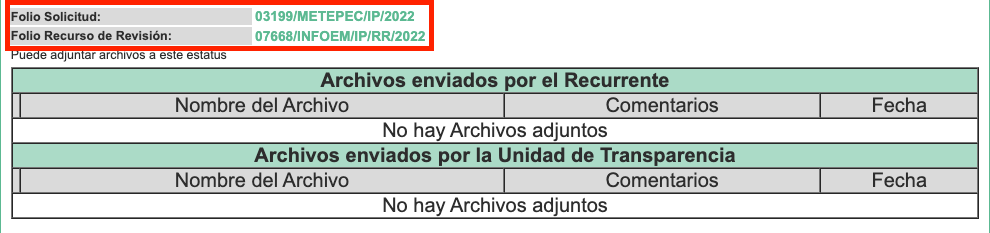 Folio Solicitud: 03199/METEPEC/IP/2022
Folio Recurso de Revisión: 07668/INFOEM/IP/RR/2022
Puede adjuntar archivos a este estatus
Archivos enviados por el Recurrente
Nombre del Archivo Comentarios Fecha
No hay Archivos adjuntos
Archivos enviados por la Unidad de Transparencia
Nombre del Archivo Comentarios Fecha
No hay Archivos adjuntos